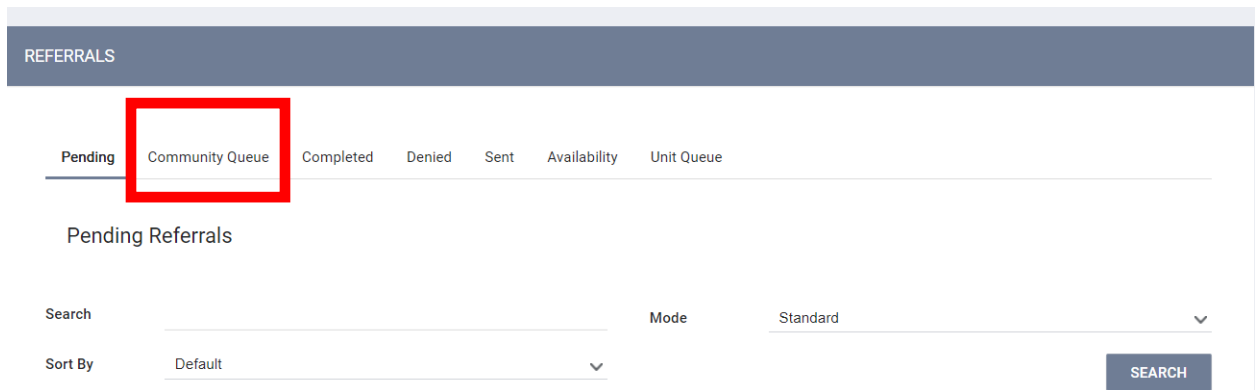 REFERRALS
Pending Community Queue Completed Denied Sent Availability Unit Queue
Pending Referrals
Search
Mode Standard
Sort By Default
SEARCH